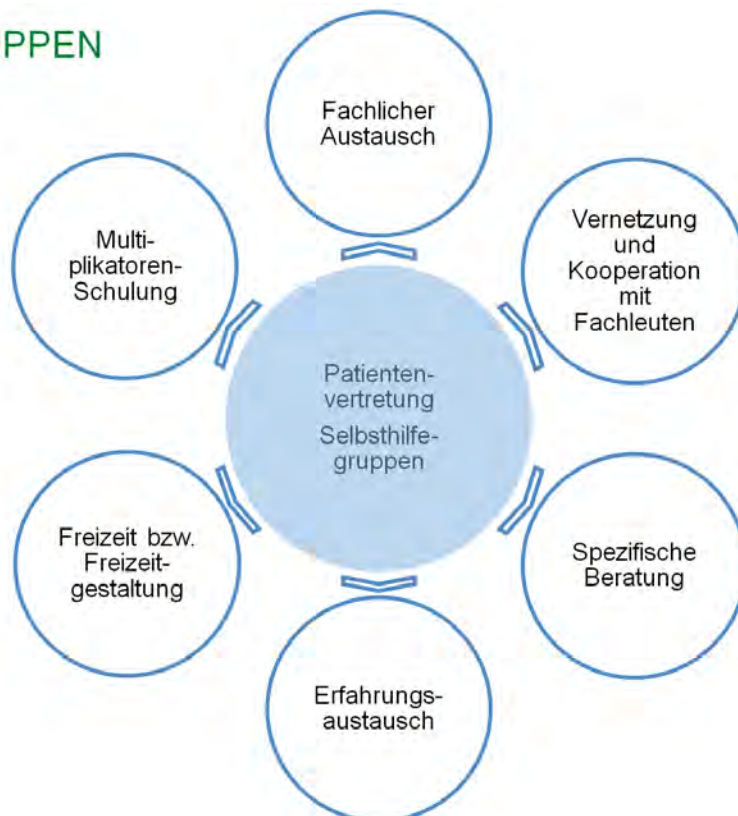 PPEN
Fachlicher
Austausch
Vernetzung
und
Kooperation
mit
Fachleuten
Spezifische
Beratung
Erfahrungs-
austausch
Freizeit bzw.
Freizeit-
gestaltung
Multi-
plikatoren-
Schulung
Patienten-
vertretung
Selbsthilfe-
gruppen